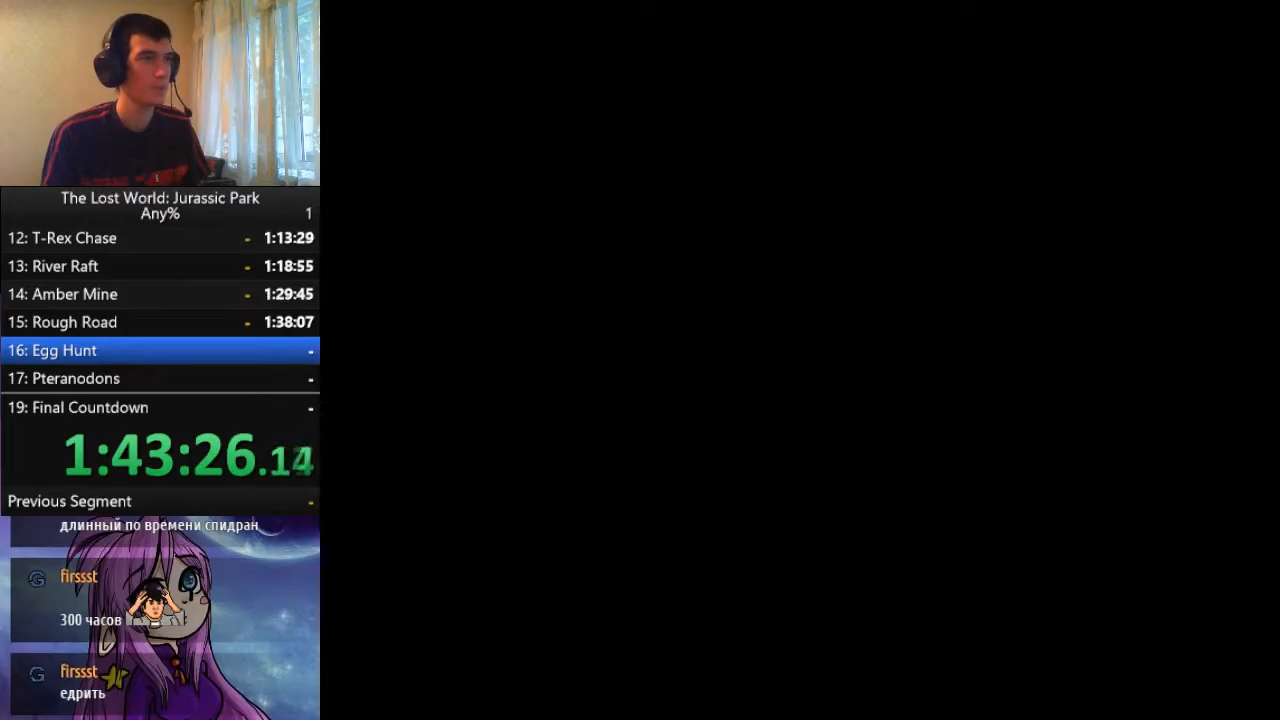 The Lost World: Jurassic Park
Any% 1
12: T-Rex Chase - 1:13:29
13: River Raft - 1:18:55
14: Amber Mine - 1:29:45
15: Rough Road - 1:38:07
16: Egg Hunt -
17: Pteranodons -
19: Final Countdown -
1:43:26.14
Previous Segment -
длинный по времени спидран
firssst
300 часов
firssst
едрить